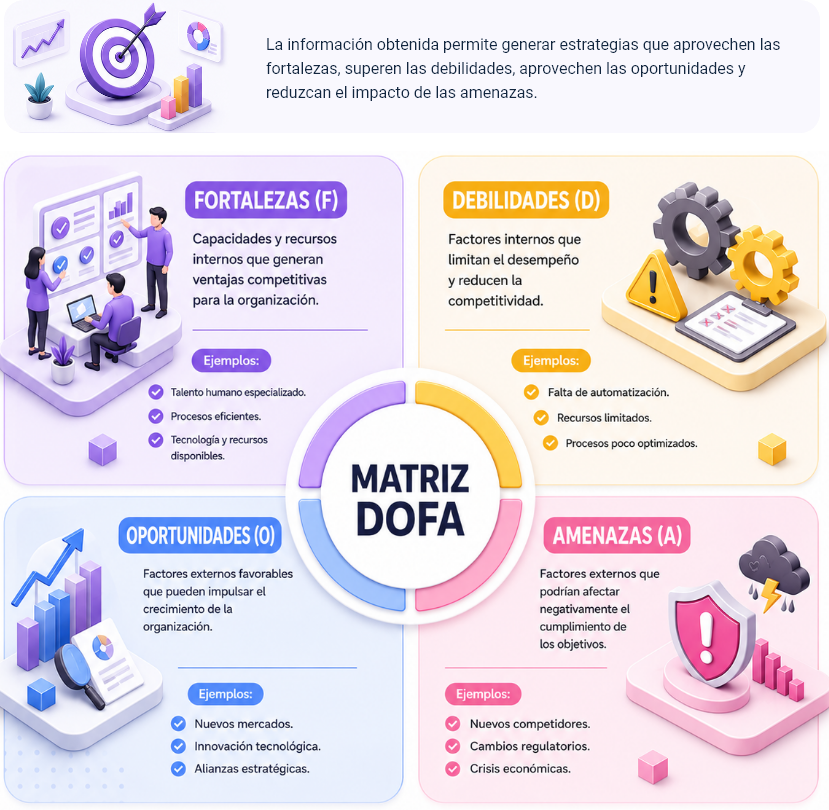 La información obtenida permite generar estrategias que aprovechen las
fortalezas, superen las debilidades, aprovechen las oportunidades y
reduzcan el impacto de las amenazas.
FORTALEZAS (F)
Capacidades y recursos
internos que generan
ventajas competitivas
para la organización.
Ejemplos:
Talento humano especializado.
Procesos eficientes.
Tecnología y recursos
disponibles.
DEBILIDADES (D)
Factores internos que
limitan el desempeño
y reducen la
competitividad.
Ejemplos:
Falta de automatización.
Recursos limitados.
Procesos poco optimizados.
MATRIZ
DOFA
OPORTUNIDADES (O)
Factores externos favorables
que pueden impulsar el
crecimiento de la
organización.
Ejemplos:
Nuevos mercados.
Innovación tecnológica.
Alianzas estratégicas.
AMENAZAS (A)
Factores externos que
podrían afectar
negativamente el
cumplimiento de
los objetivos.
Ejemplos:
Nuevos competidores.
Cambios regulatorios.
Crisis económicas.